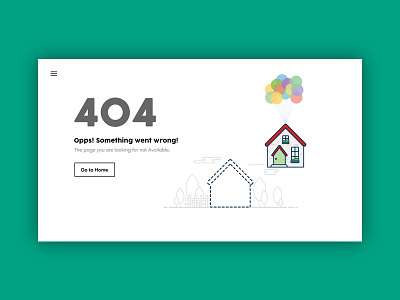 404
Opps! Something went wrong!
The page you are looking for not Available.
Go to Home